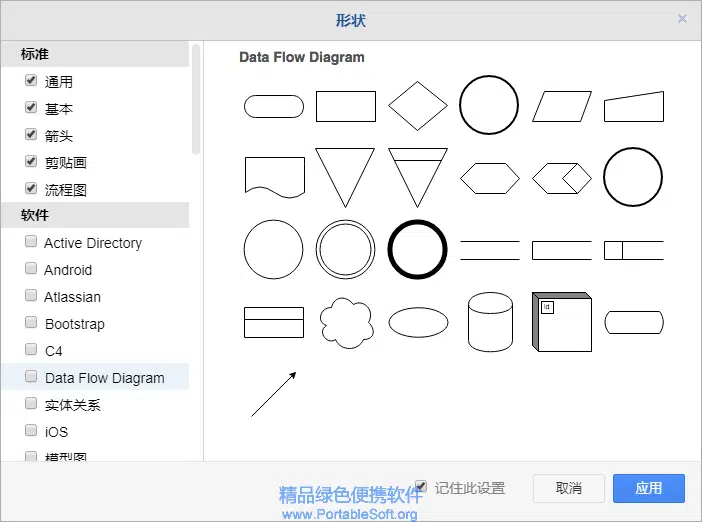 形状
标准
通用
基本
箭头
剪贴画
流程图
软件
Active Directory
Android
Atlassian
Bootstrap
C4
Data Flow Diagram
实体关系
iOS
模型图
Data Flow Diagram
id
记住此设置
取消
应用
精品绿色便携软件
www.PortableSoft.org